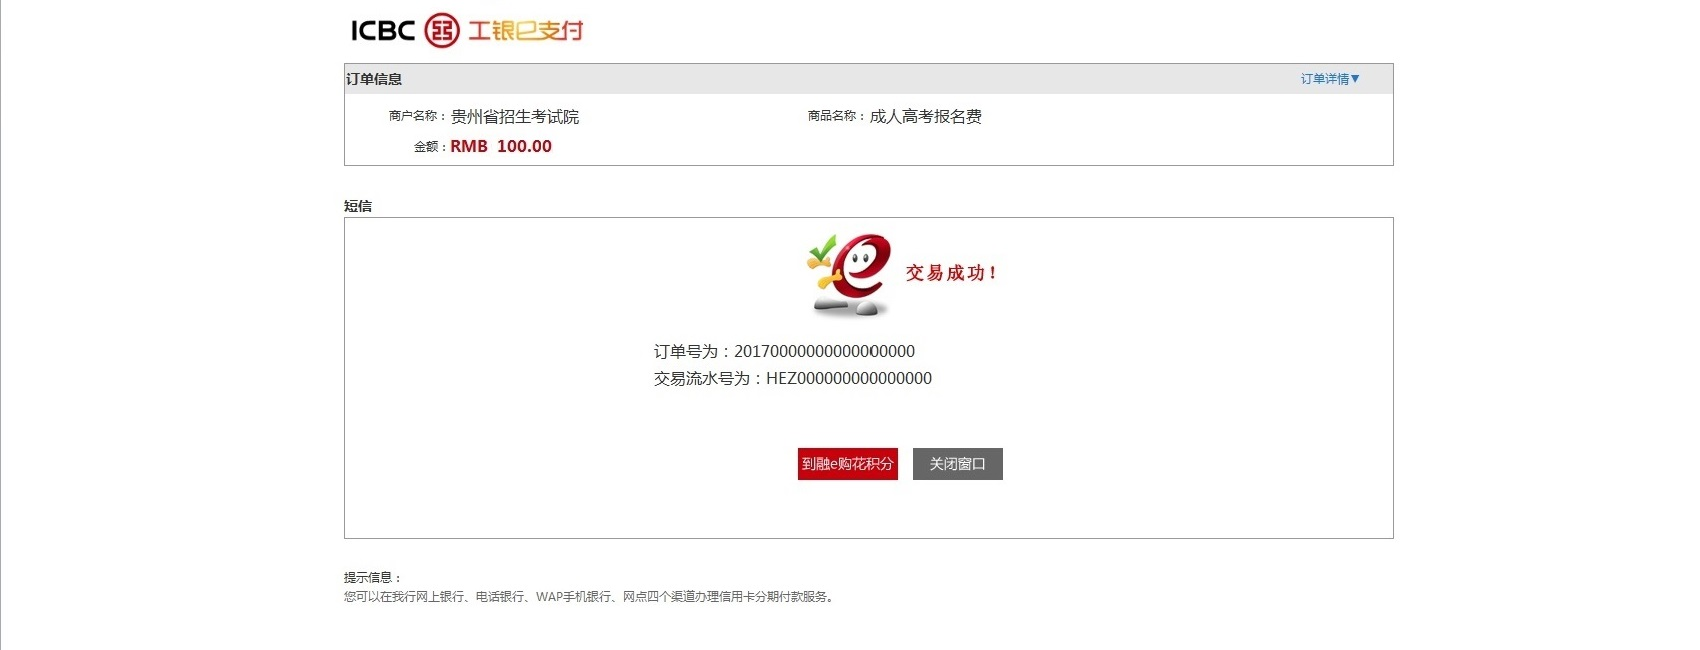 ICBC 工银e支付
订单信息 订单详情▼
商户名称：贵州省招生考试院 商品名称：成人高考报名费
金额：RMB 100.00
短信
交易成功！
订单号为：20170000000000000000
交易流水号为：HEZ000000000000000
到融e购花积分 关闭窗口
提示信息：
您可以在我行网上银行、电话银行、WAP手机银行、网点四个渠道办理信用卡分期付款服务。